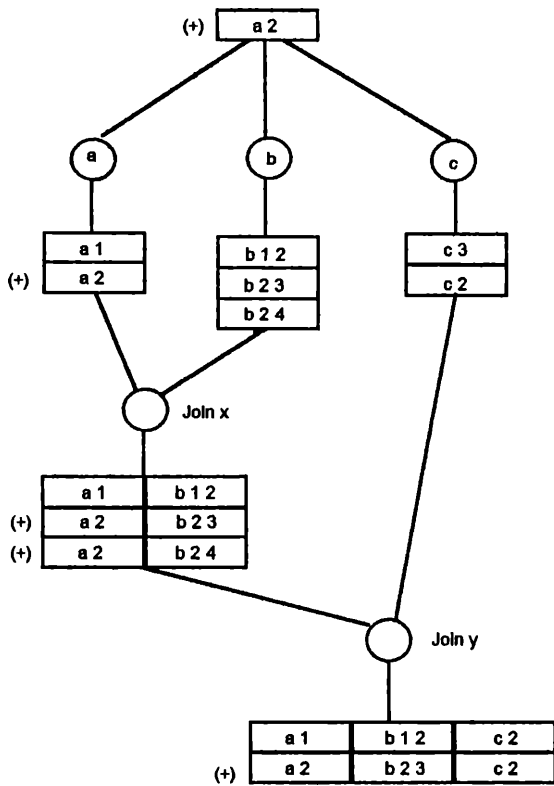 (+) a 2
a b c
a 1
(+) a 2
b 1 2
b 2 3
b 2 4
c 3
c 2
Join x
a 1 b 1 2
(+) a 2 b 2 3
(+) a 2 b 2 4
Join y
a 1 b 1 2 c 2
(+) a 2 b 2 3 c 2